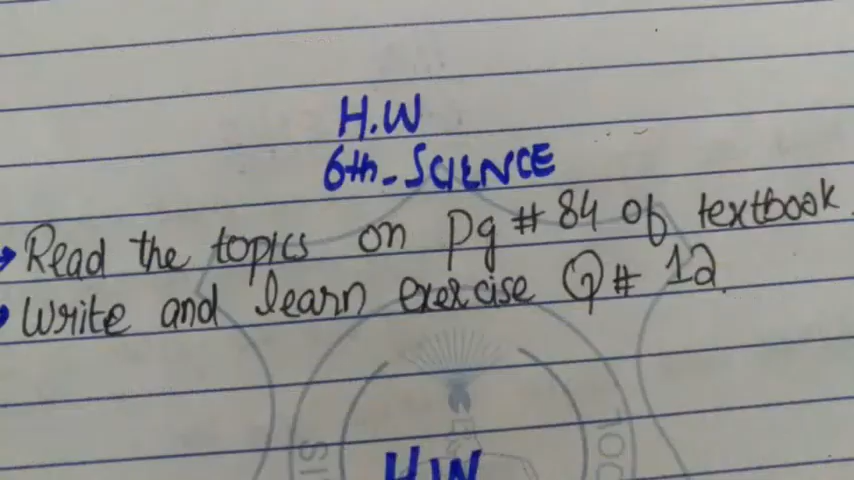 H.W
6th - SCIENCE
Read the topics on Pg # 84 of textbook.
Write and learn exercise Q # 12.
H.W